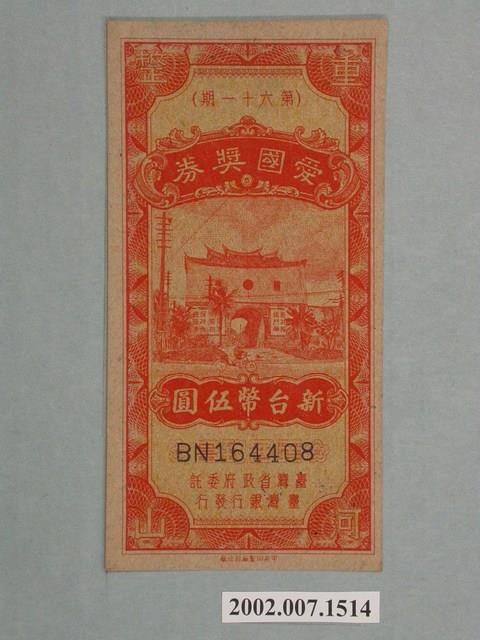 重整
(第六十一期)
愛國獎券
新台幣伍圓
BN164408
臺灣省政府委託
臺灣銀行發行
河山
2002.007.1514